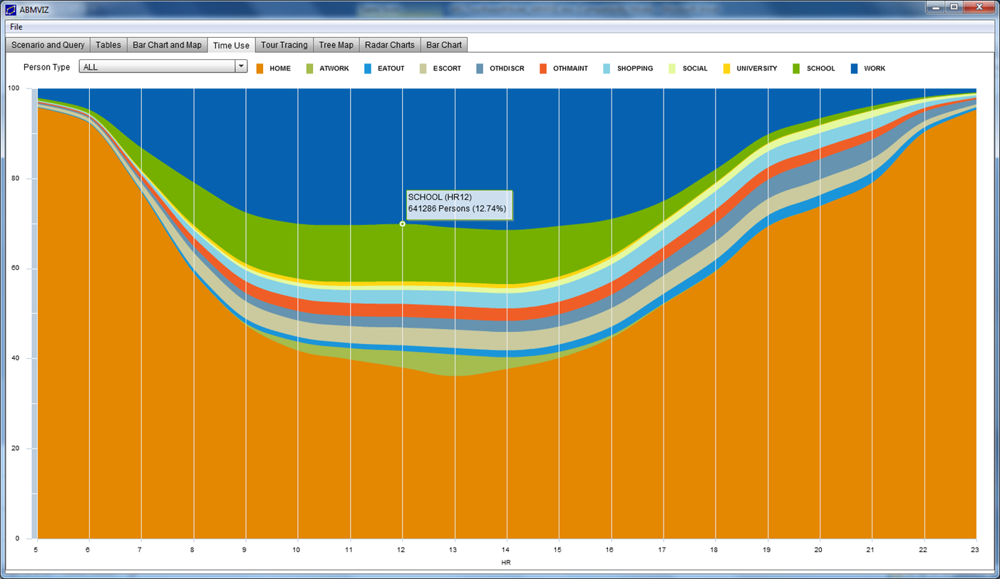 ABMVIZ
File
Scenario and Query Tables Bar Chart and Map Time Use Tour Tracing Tree Map Radar Charts Bar Chart
Person Type ALL HOME ATWORK EATOUT ESCORT OTHDISCR OTHMAINT SHOPPING SOCIAL UNIVERSITY SCHOOL WORK
100
80
SCHOOL (HR12)
641286 Persons (12.74%)
60
40
20
0
5 6 7 8 9 10 11 12 13 14 15 16 17 18 19 20 21 22 23
HR